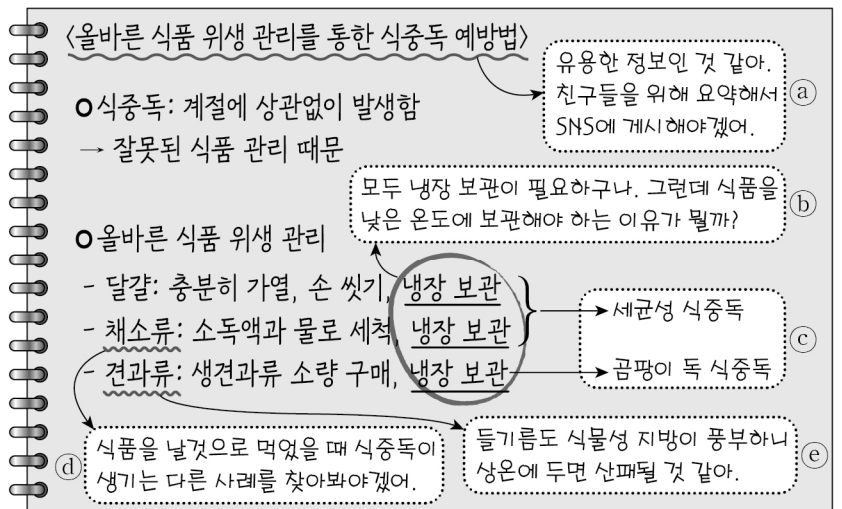 〈올바른 식품 위생 관리를 통한 식중독 예방법〉
유용한 정보인 것 같아.
친구들을 위해 요약해서
SNS에 게시해야겠어.
ⓐ
식중독: 계절에 상관없이 발생함
→ 잘못된 식품 관리 때문
모두 냉장 보관이 필요하구나. 그런데 식품을
낮은 온도에 보관해야 하는 이유가 뭘까?
ⓑ
올바른 식품 위생 관리
- 달걀: 충분히 가열, 손 씻기, 냉장 보관
- 채소류: 소독액과 물로 세척, 냉장 보관
- 견과류: 생견과류 소량 구매, 냉장 보관
세균성 식중독
곰팡이 독 식중독
ⓒ
ⓓ
식품을 날것으로 먹었을 때 식중독이
생기는 다른 사례를 찾아봐야겠어.
들기름도 식물성 지방이 풍부하니
상온에 두면 산패될 것 같아.
ⓔ